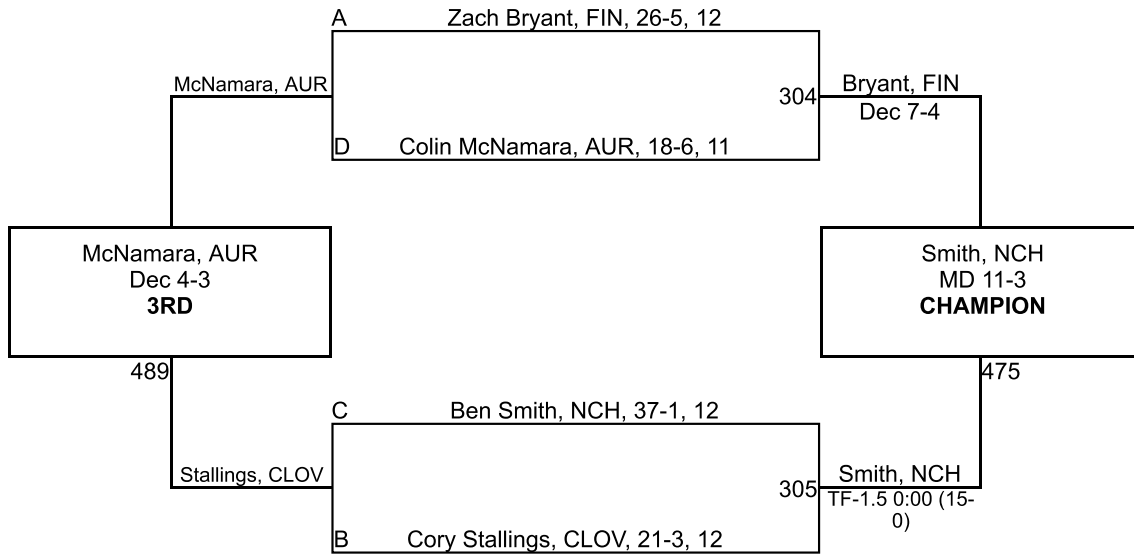 A
Zach Bryant, FIN, 26-5, 12
McNamara, AUR
304
Bryant, FIN
Dec 7-4
D
Colin McNamara, AUR, 18-6, 11
McNamara, AUR
Dec 4-3
3RD
Smith, NCH
MD 11-3
CHAMPION
489
475
C
Ben Smith, NCH, 37-1, 12
Stallings, CLOV
305
Smith, NCH
TF-1.5 0:00 (15-
0)
B
Cory Stallings, CLOV, 21-3, 12